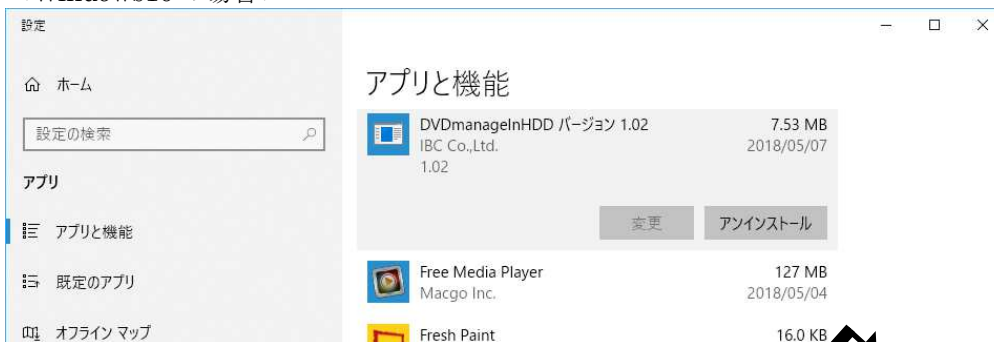 設定
ホーム
設定の検索
アプリ
アプリと機能
既定のアプリ
オフライン マップ
アプリと機能
DVDmanageInHDD バージョン 1.02
7.53 MB
IBC Co.,Ltd.
2018/05/07
1.02
変更
アンインストール
Free Media Player
127 MB
Macgo Inc.
2018/05/04
Fresh Paint
16.0 KB